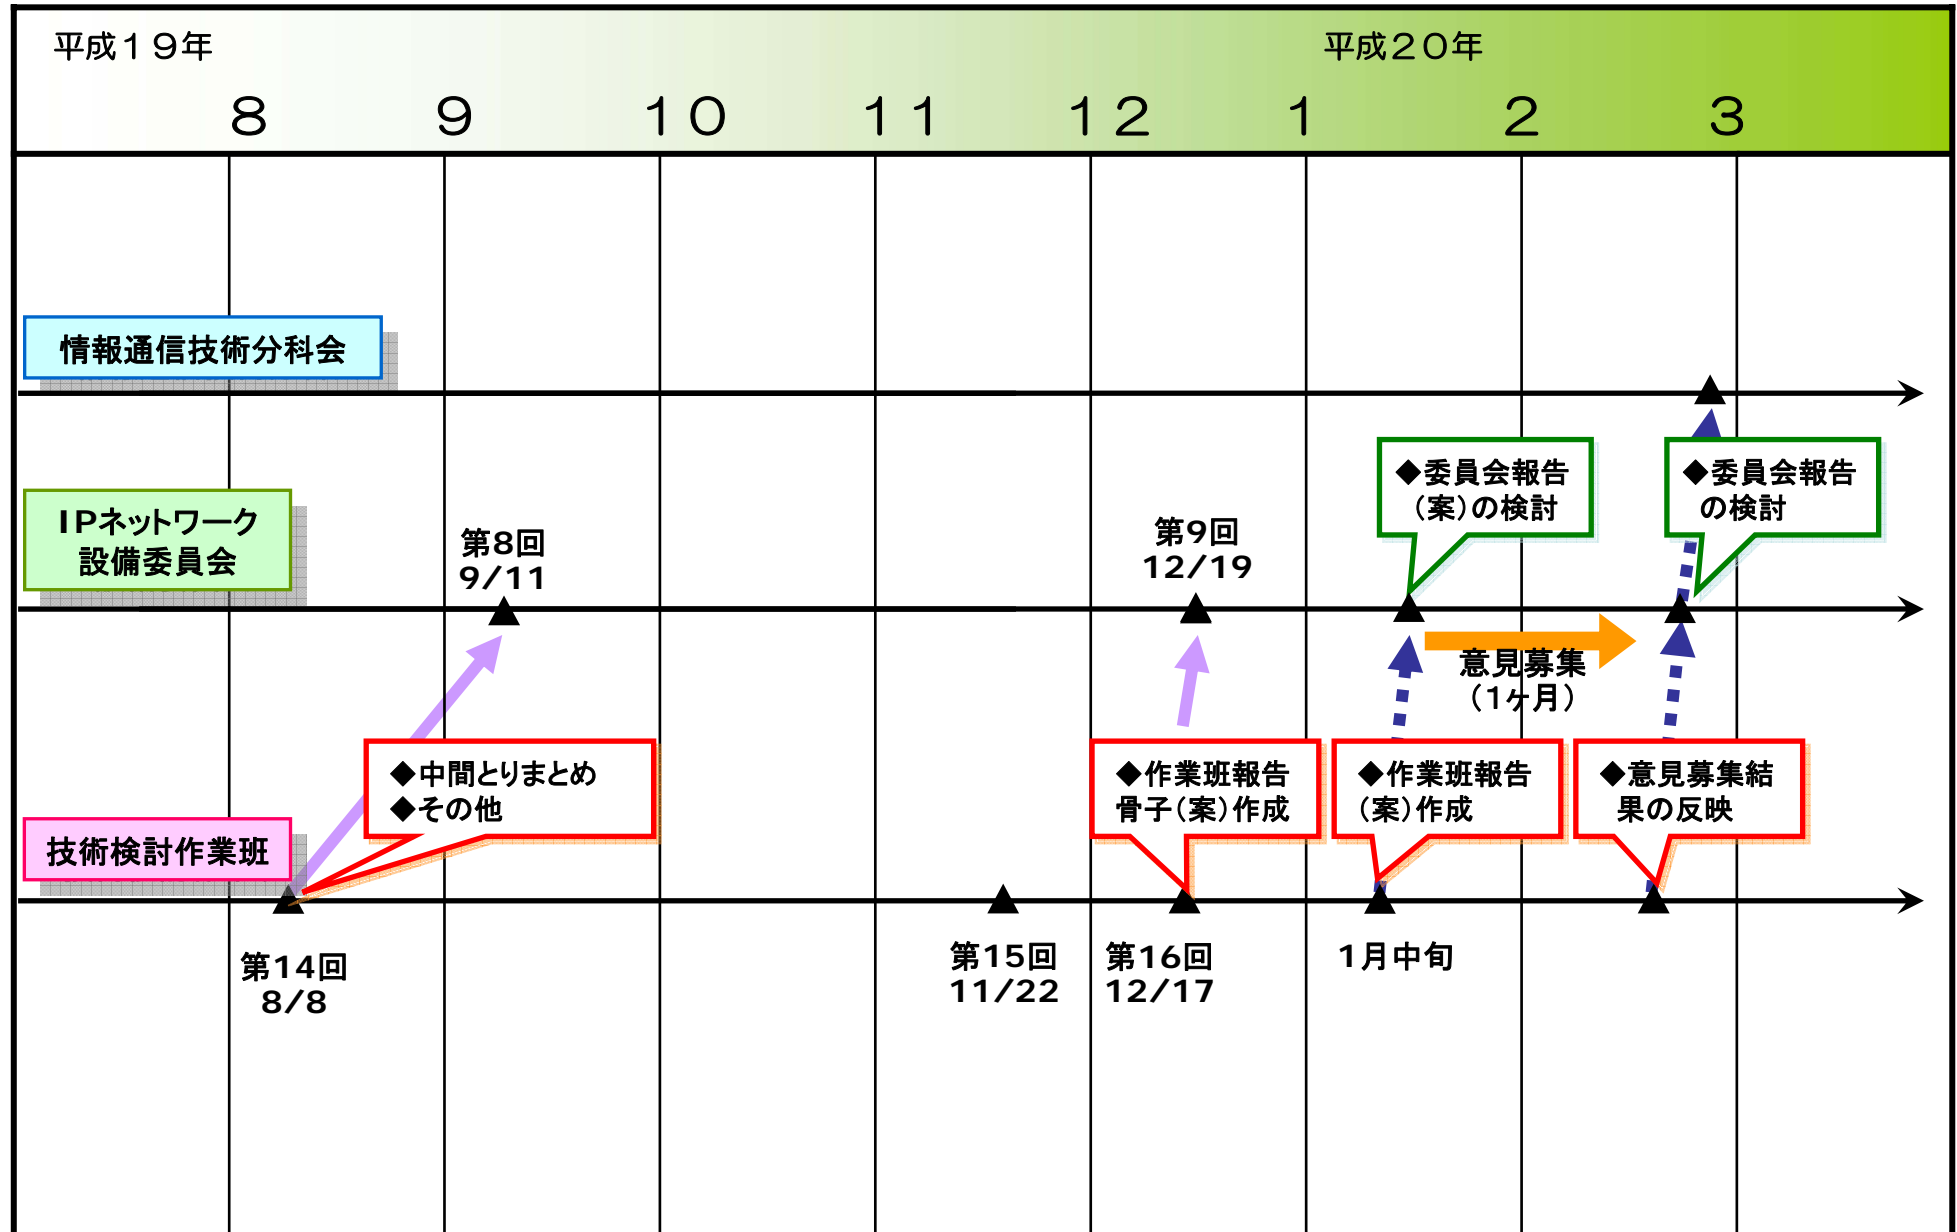 平成１９年
平成２０年
８ ９ １０ １１ １２ １ ２ ３
情報通信技術分科会
◆委員会報告
（案）の検討
◆委員会報告
の検討
ＩＰネットワーク
設備委員会
第8回
9/11
第9回
12/19
意見募集
（1ヶ月）
◆中間とりまとめ
◆その他
◆作業班報告
骨子（案）作成
◆作業班報告
（案）作成
◆意見募集結
果の反映
技術検討作業班
第14回
8/8
第15回
11/22
第16回
12/17
1月中旬